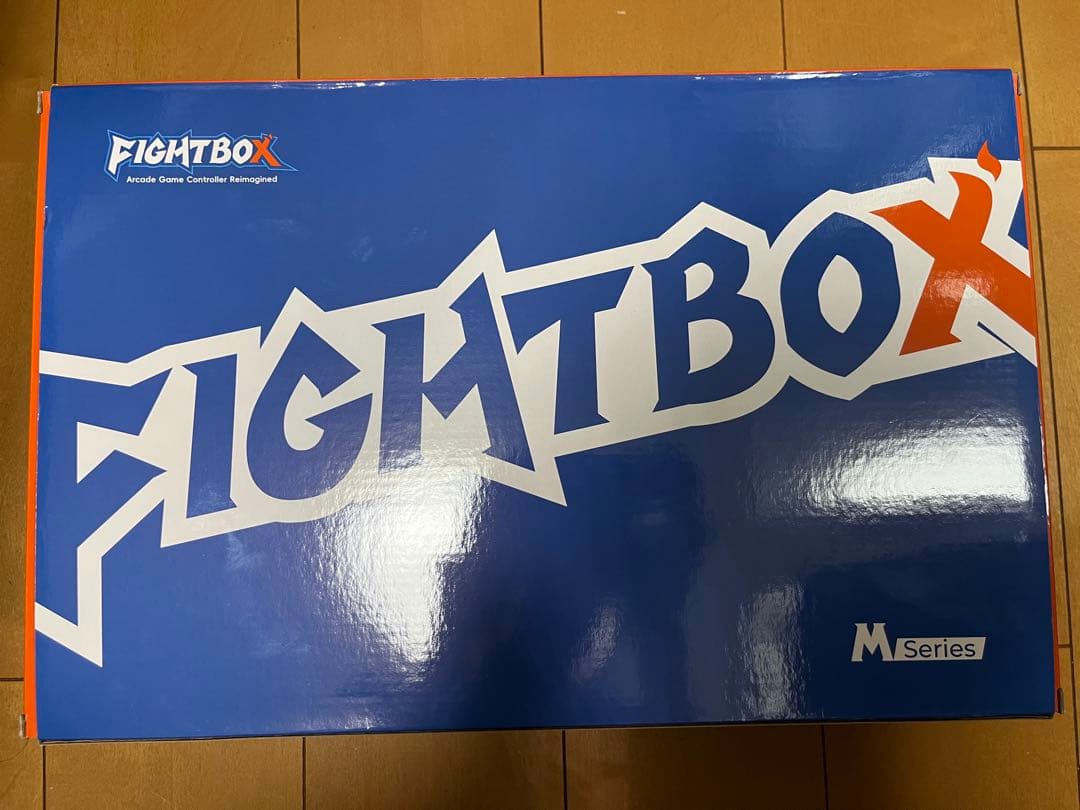 FIGHTBOX
Arcade Game Controller Reimagined
FIGHTBOX
M Series